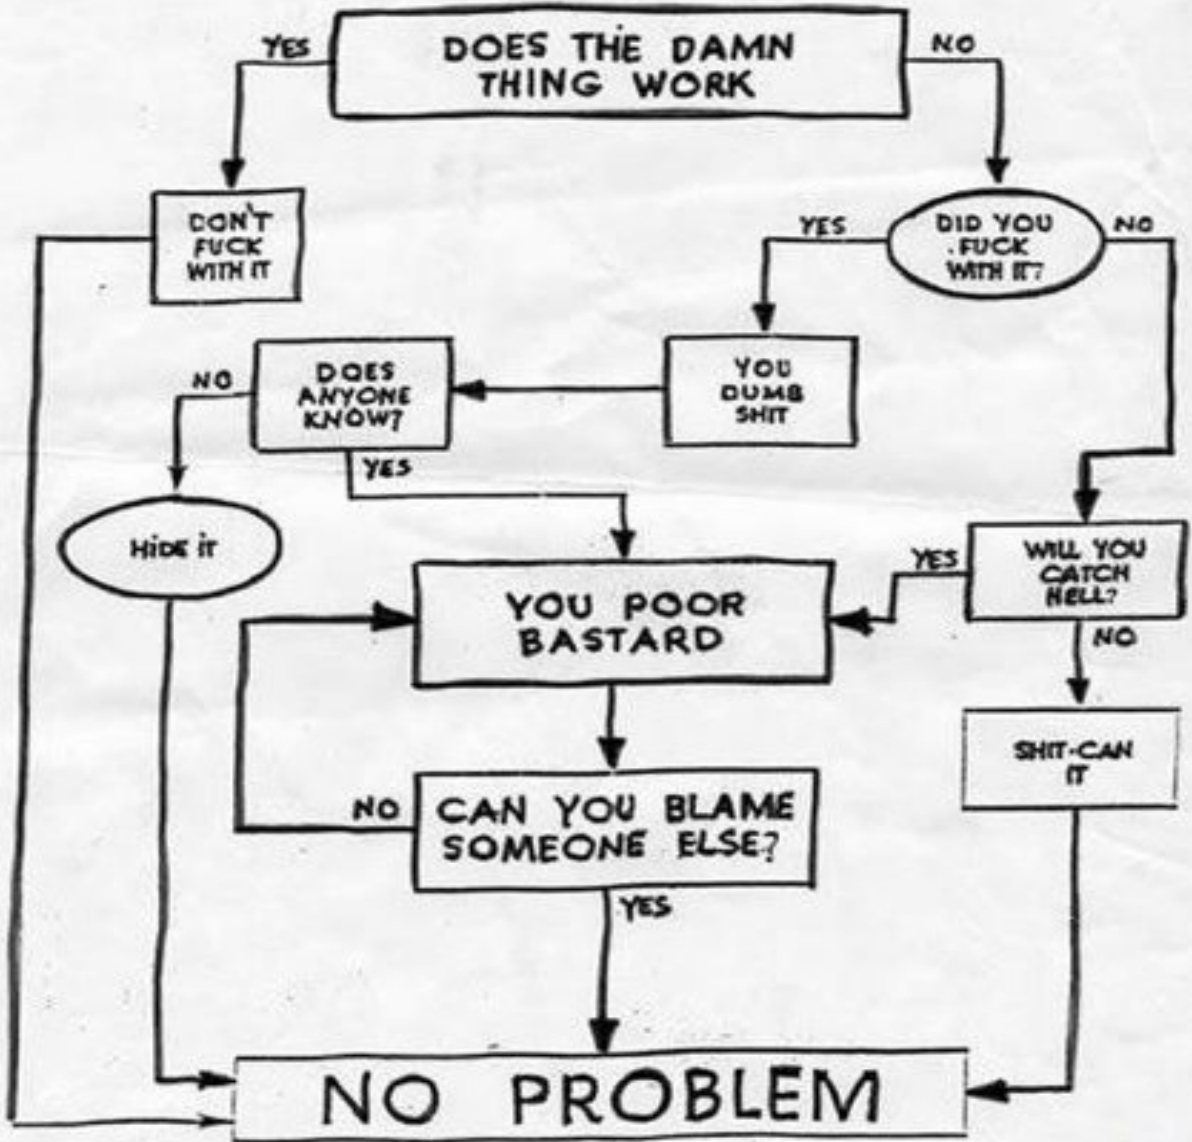 DOES THE DAMN
THING WORK
YES
NO
DON'T
FUCK
WITH IT
DID YOU
FUCK
WITH IT?
YES
NO
YOU
DUMB
SHIT
DOES
ANYONE
KNOW?
NO
YES
HIDE IT
WILL YOU
CATCH
HELL?
YES
NO
YOU POOR
BASTARD
SHIT-CAN
IT
CAN YOU BLAME
SOMEONE ELSE?
NO
YES
NO PROBLEM